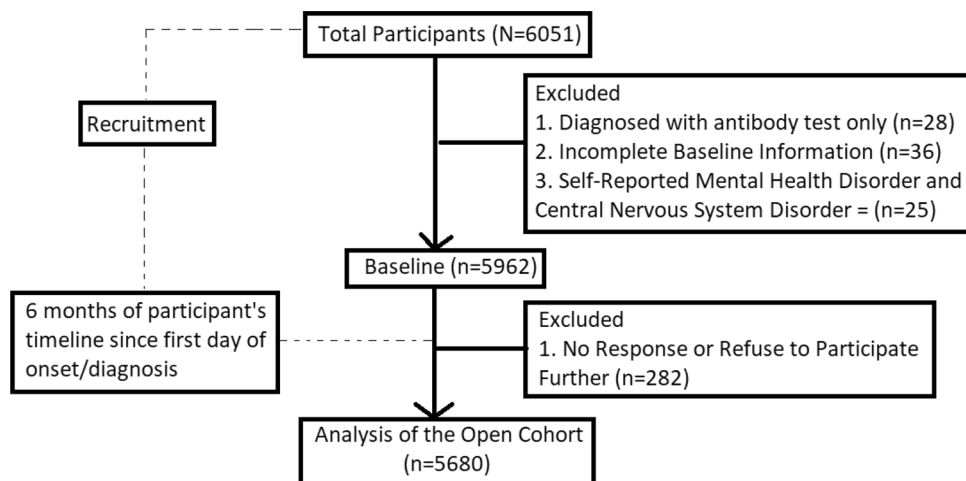 Total Participants (N=6051)
Recruitment
Excluded
1. Diagnosed with antibody test only (n=28)
2. Incomplete Baseline Information (n=36)
3. Self-Reported Mental Health Disorder and
Central Nervous System Disorder = (n=25)
Baseline (n=5962)
6 months of participant's
timeline since first day of
onset/diagnosis
Excluded
1. No Response or Refuse to Participate
Further (n=282)
Analysis of the Open Cohort
(n=5680)